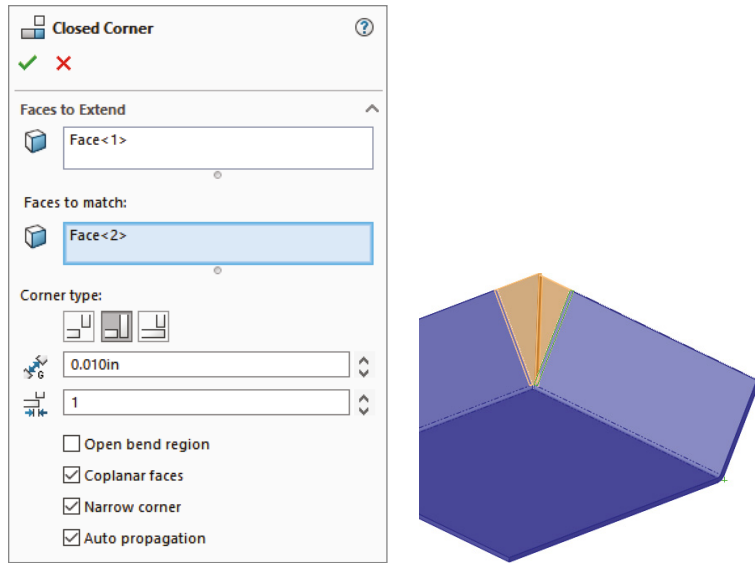 Closed Corner
?
Faces to Extend
Face<1>
Faces to match:
Face<2>
Corner type:
G
0.010in
1
Open bend region
Coplanar faces
Narrow corner
Auto propagation